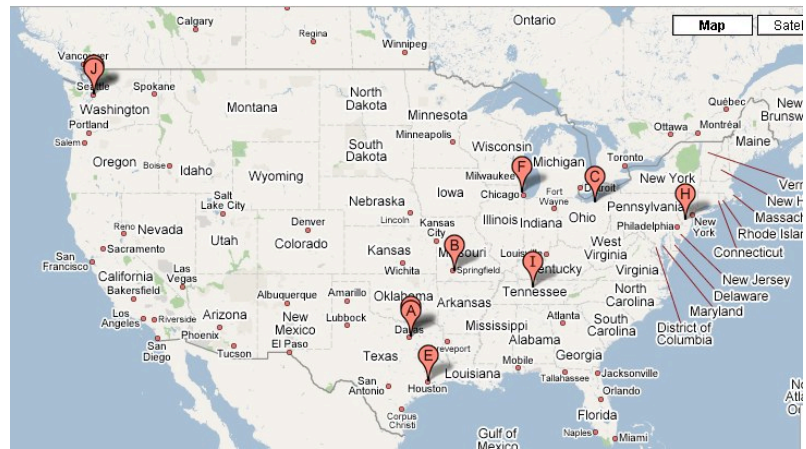 Calgary
Ontario
Map
Regina
Winnipeg
Vancouver
J
Seattle
Spokane
Washington
Montana
North
Dakota
Minnesota
Québec
Ottawa
Montréal
Maine
Portland
Salem
Oregon
Boise
Idaho
Minneapolis
South
Dakota
Wisconsin
Michigan
Toronto
F
Milwaukee
C
Detroit
New York
Wyoming
Iowa
Chicago
Fort
Wayne
Nebraska
Lincoln
Illinois
Indiana
Ohio
Pennsylvania
H
New
York
Philadelphia
Massach
Rhode Islan
Connecticut
Salt
Lake City
Reno
Nevada
Sacramento
Utah
Denver
Colorado
Kansas
City
B
Missouri
Kansas
Wichita
Springfield
Louisville
I
Kentucky
West
Virginia
Virginia
New Jersey
Delaware
Maryland
District of
Columbia
San
Francisco
California
Las
Vegas
Bakersfield
Los
Angeles
Riverside
Arizona
Phoenix
Tucson
San
Diego
Albuquerque
New
Mexico
El Paso
Amarillo
Lubbock
Oklahoma
Arkansas
Tennessee
North
Carolina
South
Carolina
Atlanta
A
Dallas
Texas
Mississippi
Alabama
Georgia
E
Houston
Louisiana
Mobile
Tallahassee
Jacksonville
San
Antonio
Corpus
Christi
Orlando
Florida
Naples
Miami
Gulf of
Mexico